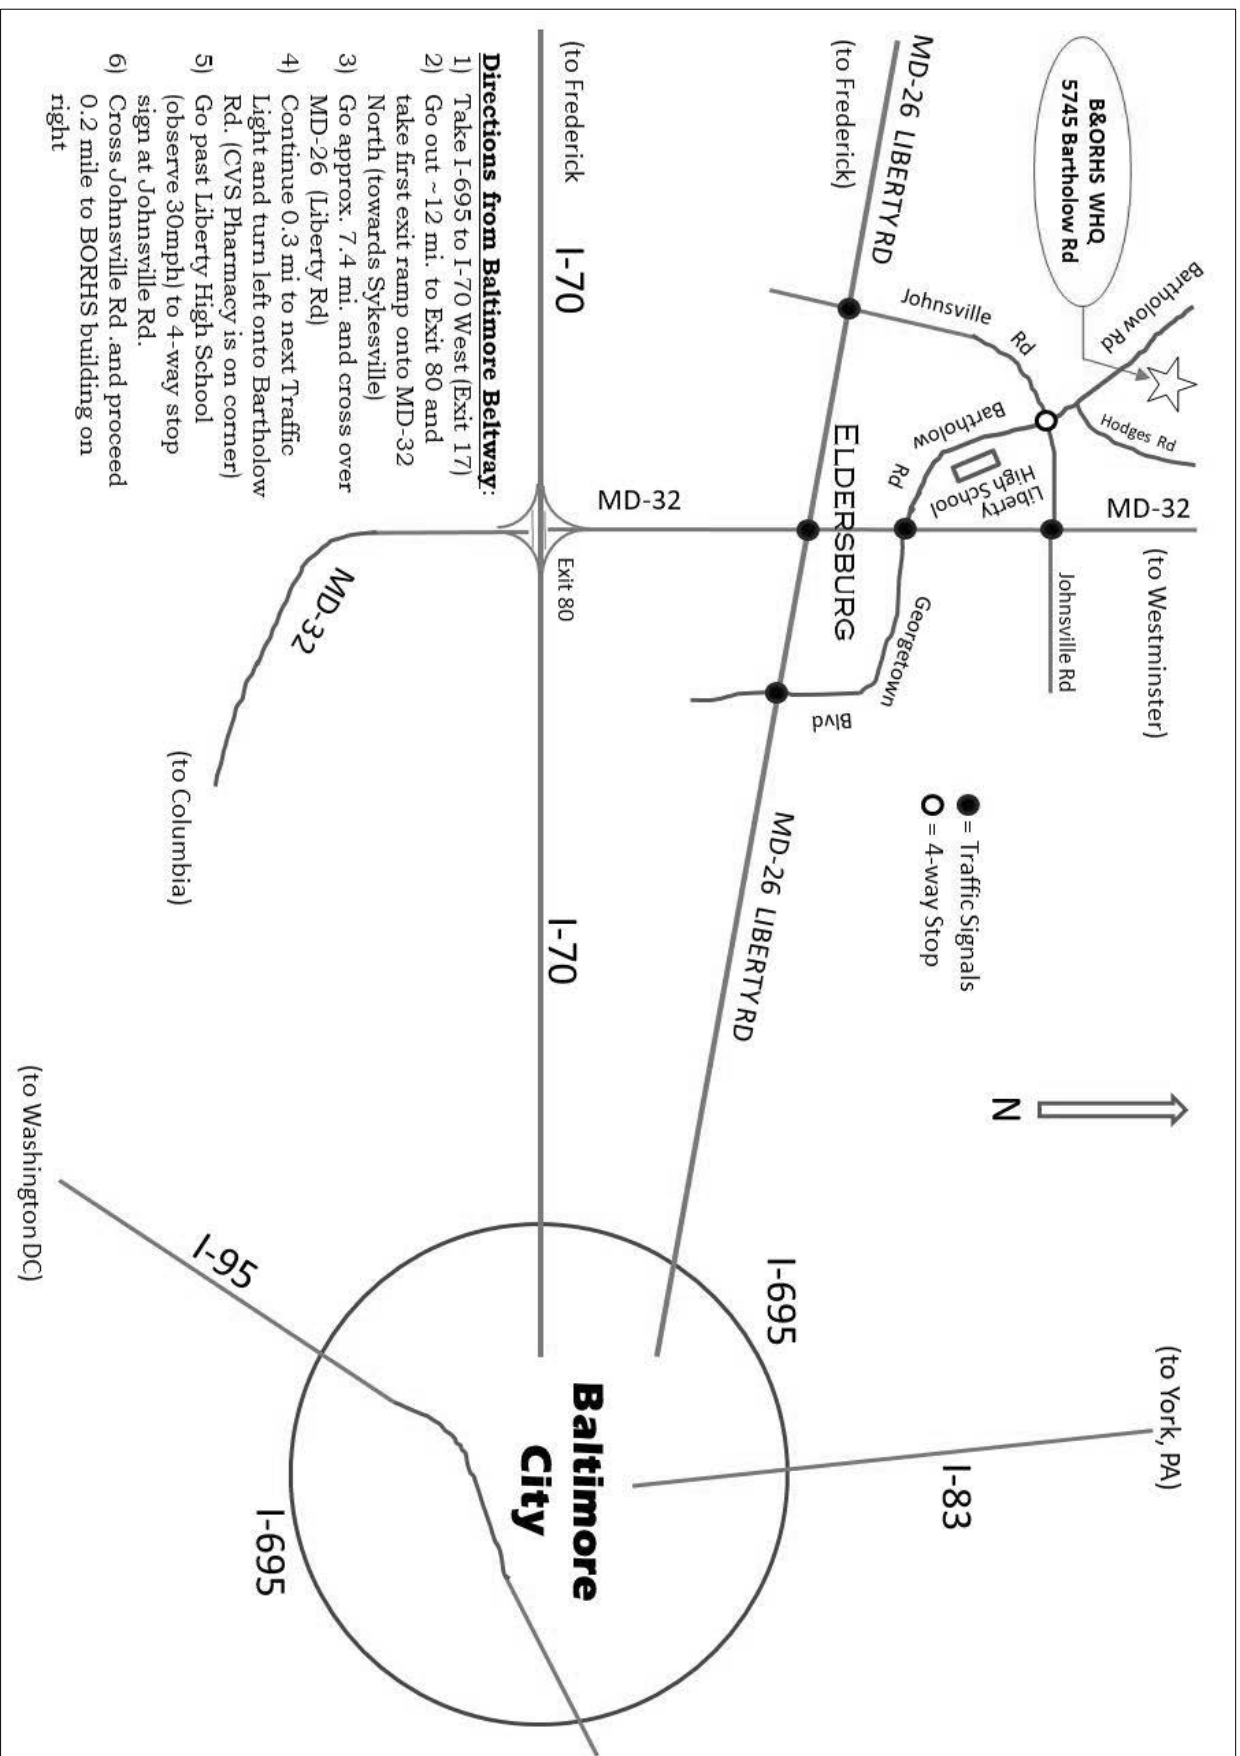 B&ORHS WHQ
5745 Bartholow Rd
Bartholow Rd
Hodges Rd
MD-32
(to Westminster)
(to York, PA)
Johnsville
Rd
Bartholow
Rd
Liberty
High School
Johnsville Rd
= Traffic Signals
= 4-way Stop
N
I-83
MD-26 LIBERTY RD
(to Frederick)
ELDERSBURG
Georgetown
Blvd
MD-26 LIBERTY RD
I-695
MD-32
(to Frederick)
I-70
Exit 80
I-70
Baltimore
City
Directions from Baltimore Beltway:
1) Take I-695 to I-70 West (Exit 17)
2) Go out ~12 mi. to Exit 80 and
take first exit ramp onto MD-32
North (towards Sykesville)
3) Go approx. 7.4 mi. and cross over
MD-26 (Liberty Rd)
4) Continue 0.3 mi to next Traffic
Light and turn left onto Bartholow
Rd. (CVS Pharmacy is on corner)
5) Go past Liberty High School
(observe 30mph) to 4-way stop
sign at Johnsville Rd.
6) Cross Johnsville Rd .and proceed
0.2 mile to BORHS building on
right
MD-32
(to Columbia)
I-95
(to Washington DC)
I-695